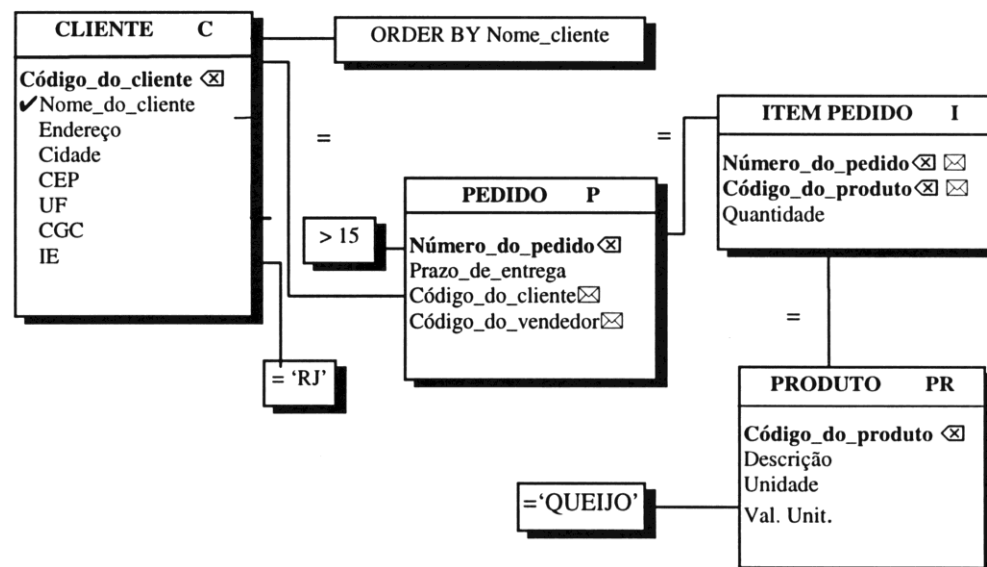 CLIENTE C
Código_do_cliente
Nome_do_cliente
Endereço
Cidade
CEP
UF
CGC
IE
ORDER BY Nome_cliente
=
=
ITEM PEDIDO I
Número_do_pedido
Código_do_produto
Quantidade
PEDIDO P
> 15
Número_do_pedido
Prazo_de_entrega
Código_do_cliente
Código_do_vendedor
= 'RJ'
=
PRODUTO PR
Código_do_produto
Descrição
Unidade
Val. Unit.
='QUEIJO'